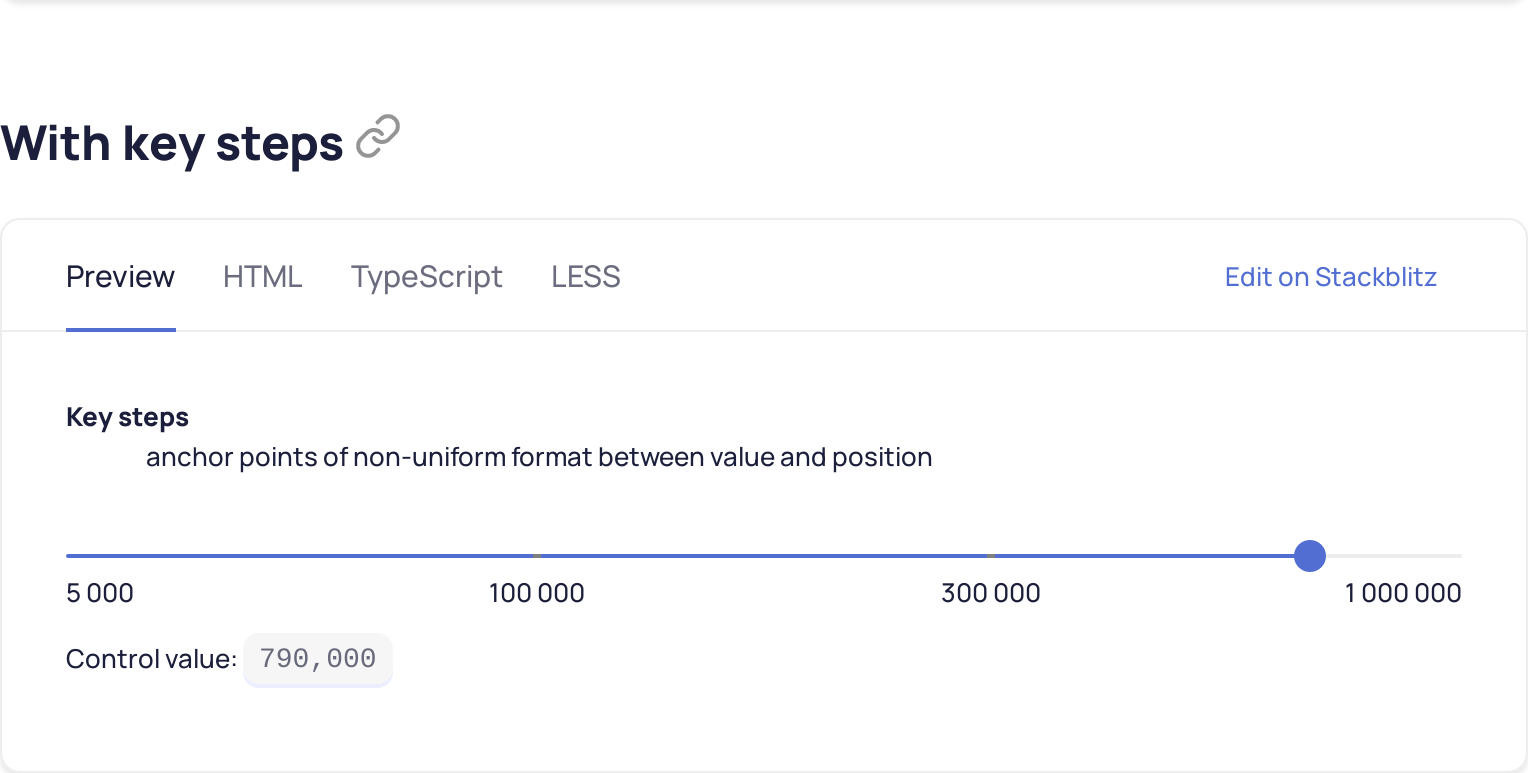 With key steps
Preview HTML TypeScript LESS Edit on Stackblitz
Key steps
anchor points of non-uniform format between value and position
5 000 100 000 300 000 1 000 000
Control value: 790,000